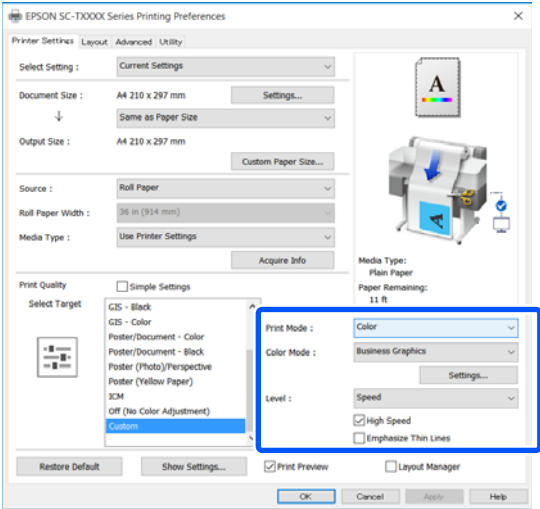 EPSON SC-TXXXX Series Printing Preferences
Printer Settings Layout Advanced Utility
Select Setting : Current Settings
Document Size : A4 210 x 297 mm Settings...
Same as Paper Size
Output Size : A4 210 x 297 mm
Custom Paper Size...
Source : Roll Paper
Roll Paper Width : 36 in (914 mm)
Media Type : Use Printer Settings
Acquire Info
A
Media Type:
Plain Paper
Paper Remaining:
11 ft
Print Quality Simple Settings
Select Target
GIS - Black
GIS - Color
Poster/Document - Color
Poster/Document - Black
Poster (Photo)/Perspective
Poster (Yellow Paper)
ICM
Off (No Color Adjustment)
Custom
Print Mode : Color
Color Mode : Business Graphics
Settings...
Level : Speed
High Speed
Emphasize Thin Lines
Restore Default Show Settings... Print Preview Layout Manager
OK Cancel Apply Help